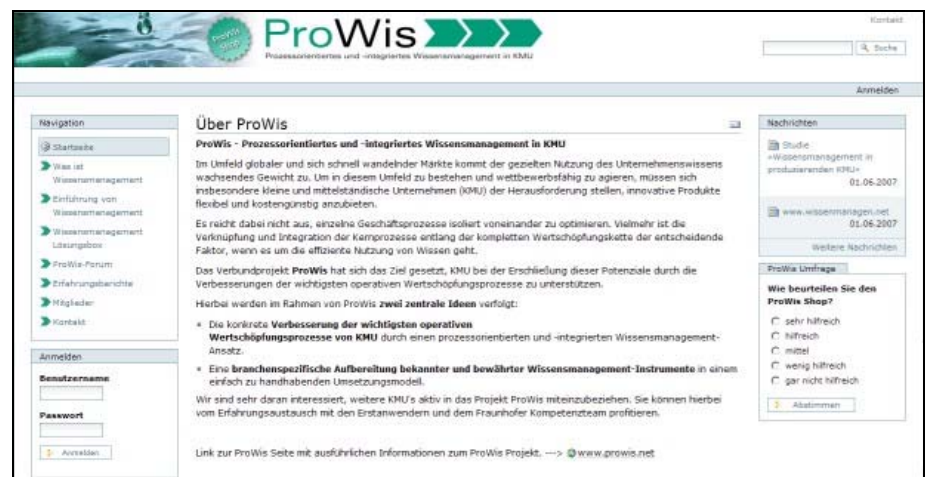 Kontakt
ProWis Shop
ProWis
Prozessorientiertes und -integriertes Wissensmanagement in KMU
Suche
Anmelden
Navigation
Startseite
Was ist
Wissensmanagement
Einführung von
Wissensmanagement
Wissensmanagement
Lösungsbox
ProWis-Forum
Erfahrungsberichte
Mitglieder
Kontakt
Anmelden
Benutzername
Passwort
Anmelden
Über ProWis
ProWis - Prozessorientiertes und -integriertes Wissensmanagement in KMU
Im Umfeld globaler und sich schnell wandelnder Märkte kommt der gezielten Nutzung des Unternehmenswissens
wachsendes Gewicht zu. Um in diesem Umfeld zu bestehen und wettbewerbsfähig zu agieren, müssen sich
insbesondere kleine und mittelständische Unternehmen (KMU) der Herausforderung stellen, innovative Produkte
flexibel und kostengünstig anzubieten.
Es reicht dabei nicht aus, einzelne Geschäftsprozesse isoliert voneinander zu optimieren. Vielmehr ist die
Verknüpfung und Integration der Kernprozesse entlang der kompletten Wertschöpfungskette der entscheidende
Faktor, wenn es um die effiziente Nutzung von Wissen geht.
Das Verbundprojekt ProWis hat sich das Ziel gesetzt, KMU bei der Erschließung dieser Potenziale durch die
Verbesserungen der wichtigsten operativen Wertschöpfungsprozesse zu unterstützen.
Hierbei werden im Rahmen von ProWis zwei zentrale Ideen verfolgt:
Die konkrete Verbesserung der wichtigsten operativen
Wertschöpfungsprozesse von KMU durch einen prozessorientierten und -integrierten Wissensmanagement-
Ansatz.
Eine branchenspezifische Aufbereitung bekannter und bewährter Wissensmanagement-Instrumente in einem
einfach zu handhabenden Umsetzungsmodell.
Wir sind sehr daran interessiert, weitere KMU's aktiv in das Projekt ProWis miteinzubeziehen. Sie können hierbei
vom Erfahrungsaustausch mit den Erstanwendern und dem Fraunhofer Kompetenzteam profitieren.
Link zur ProWis Seite mit ausführlichen Informationen zum ProWis Projekt. ---> www.prowis.net
Nachrichten
Studie
»Wissensmanagement in
produzierenden KMU«
01.06.2007
www.wissenmanagen.net
01.06.2007
Weitere Nachrichten
ProWis Umfrage
Wie beurteilen Sie den
ProWis Shop?
sehr hilfreich
hilfreich
mittel
wenig hilfreich
gar nicht hilfreich
Abstimmen